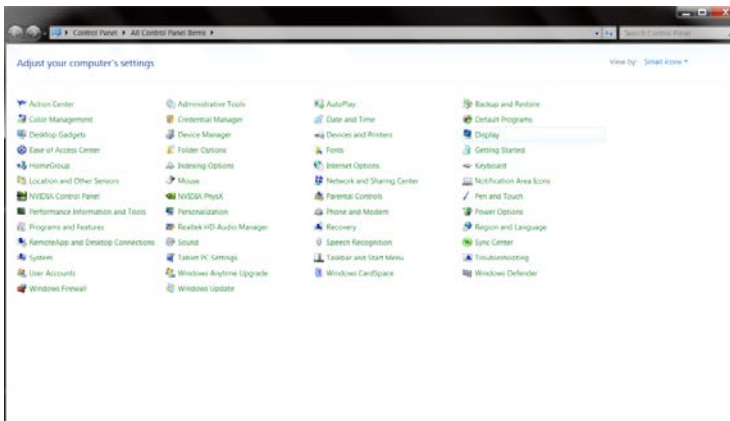 Control Panel ▸ All Control Panel Items ▸
Search Control Panel
Adjust your computer's settings
View by: Small icons
Action Center
Administrative Tools
AutoPlay
Backup and Restore
Color Management
Credential Manager
Date and Time
Default Programs
Desktop Gadgets
Device Manager
Devices and Printers
Display
Ease of Access Center
Folder Options
Fonts
Getting Started
HomeGroup
Indexing Options
Internet Options
Keyboard
Location and Other Sensors
Mouse
Network and Sharing Center
Notification Area Icons
NVIDIA Control Panel
NVIDIA PhysX
Parental Controls
Pen and Touch
Performance Information and Tools
Personalization
Phone and Modem
Power Options
Programs and Features
Realtek HD Audio Manager
Recovery
Region and Language
RemoteApp and Desktop Connections
Sound
Speech Recognition
Sync Center
System
Tablet PC Settings
Taskbar and Start Menu
Troubleshooting
User Accounts
Windows Anytime Upgrade
Windows CardSpace
Windows Defender
Windows Firewall
Windows Update